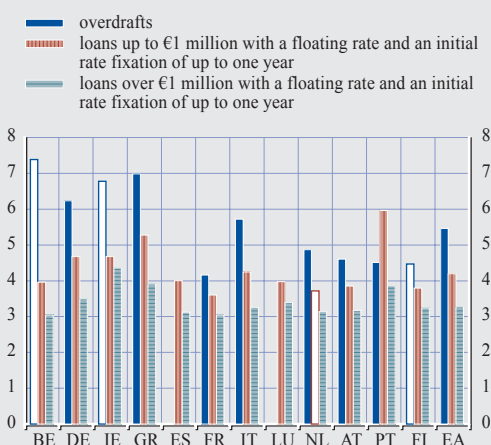 overdrafts
loans up to €1 million with a floating rate and an initial
rate fixation of up to one year
loans over €1 million with a floating rate and an initial
rate fixation of up to one year
8 8
7 7
6 6
5 5
4 4
3 3
2 2
1 1
0 0
BE DE IE GR ES FR IT LU NL AT PT FI EA